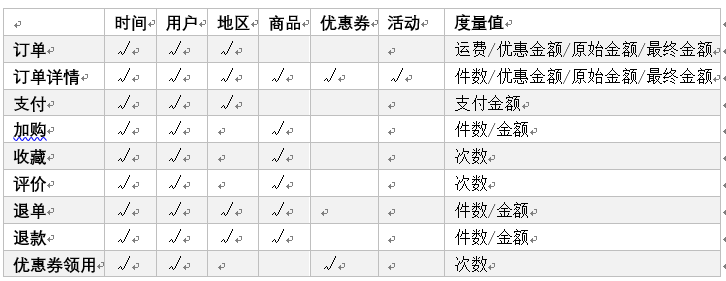 时间 用户 地区 商品 优惠券 活动 度量值
订单 √ √ √ 运费/优惠金额/原始金额/最终金额
订单详情 √ √ √ √ √ √ 件数/优惠金额/原始金额/最终金额
支付 √ √ √ 支付金额
加购 √ √ √ 件数/金额
收藏 √ √ √ 次数
评价 √ √ √ 次数
退单 √ √ √ √ 件数/金额
退款 √ √ √ √ 件数/金额
优惠券领用 √ √ √ 次数